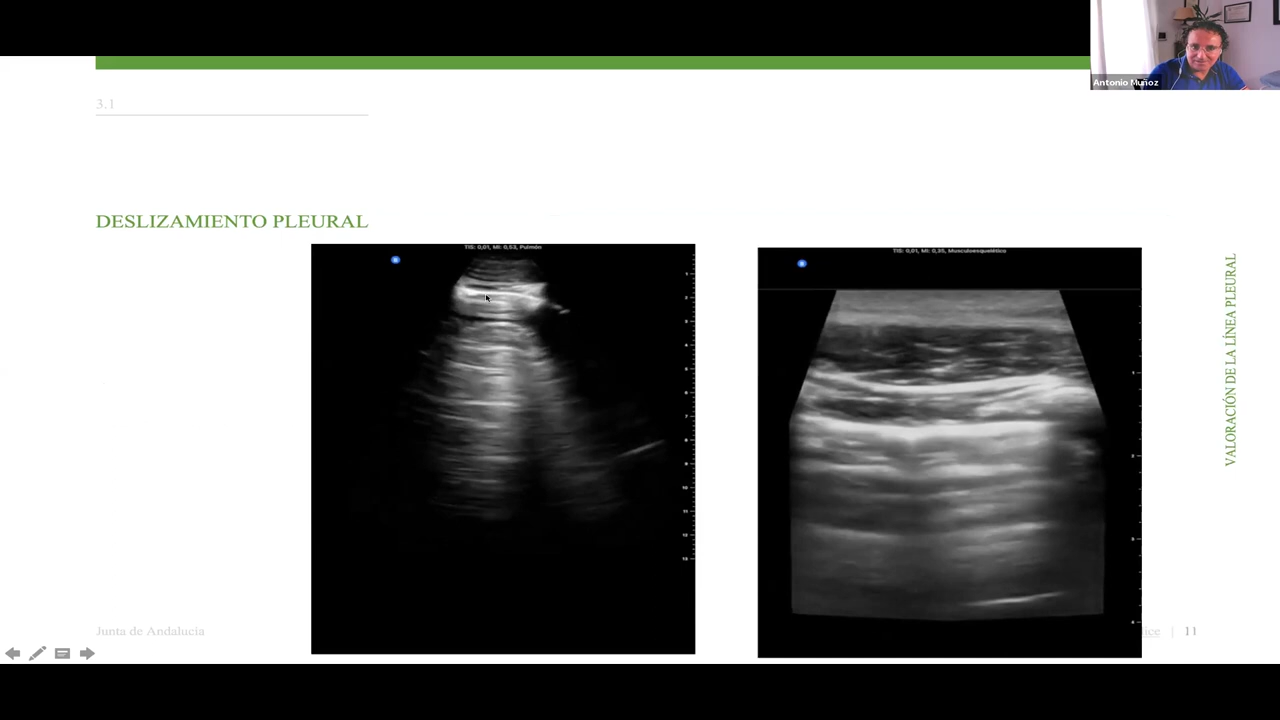 Antonio Muñoz
3.1
DESLIZAMIENTO PLEURAL
TIS: 0,01, MI: 0,53, Pulmón
TIS: 0,01, MI: 0,35, Musculoesquelético
VALORACIÓN DE LA LÍNEA PLEURAL
Junta de Andalucía
| 11